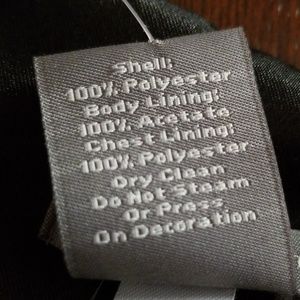 Shell:
100% Polyester
Body Lining:
100% Acetate
Chest Lining:
100% Polyester
Dry Clean
Do Not Steam
Or Press
On Decoration